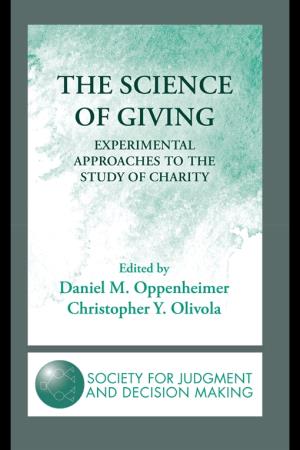 THE SCIENCE
OF GIVING
EXPERIMENTAL
APPROACHES TO THE
STUDY OF CHARITY
Edited by
Daniel M. Oppenheimer
Christopher Y. Olivola
SOCIETY FOR JUDGMENT
AND DECISION MAKING